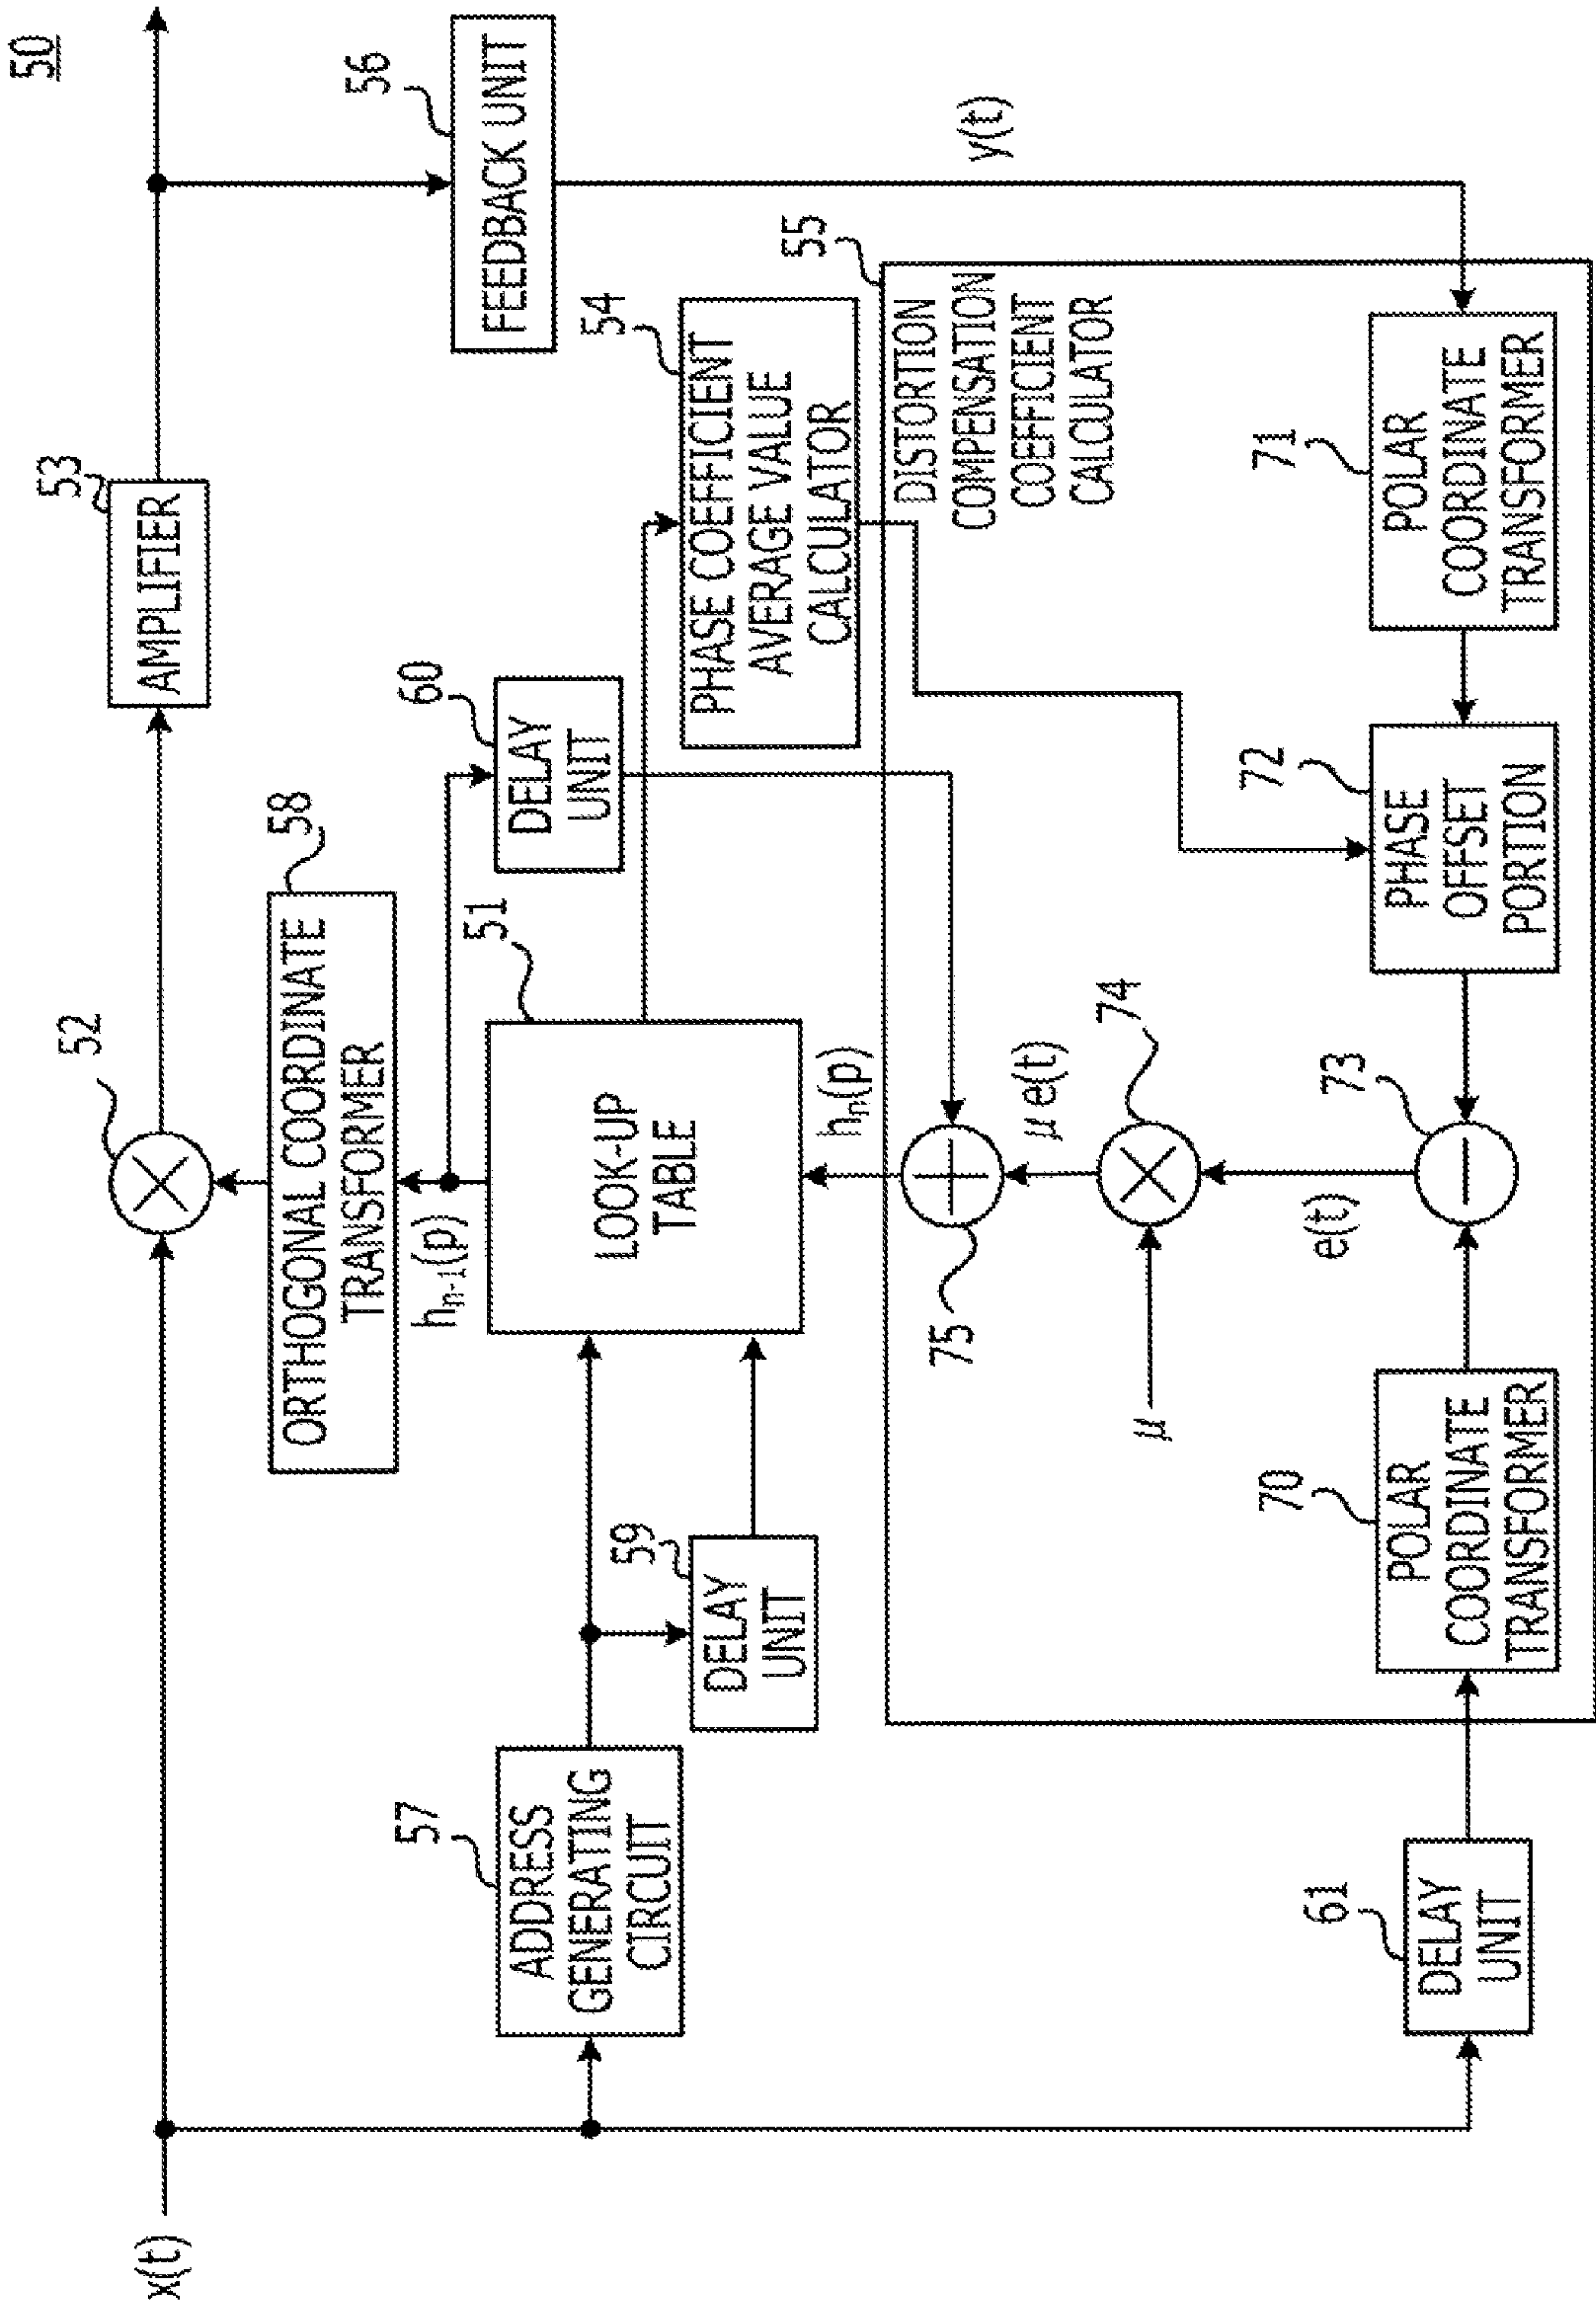 50
x(t)
52
53
AMPLIFIER
58
ORTHOGONAL COORDINATE
TRANSFORMER
56
FEEDBACK UNIT
57
ADDRESS
GENERATING
CIRCUIT
59
DELAY
UNIT
h_{n-1}(p)
51
LOOK-UP
TABLE
60
DELAY
UNIT
54
PHASE COEFFICIENT
AVERAGE VALUE
CALCULATOR
y(t)
55
DISTORTION
COMPENSATION
COEFFICIENT
CALCULATOR
h_n(p)
75
μ e(t)
74
μ
e(t)
73
61
DELAY
UNIT
70
POLAR
COORDINATE
TRANSFORMER
72
PHASE
OFFSET
PORTION
71
POLAR
COORDINATE
TRANSFORMER